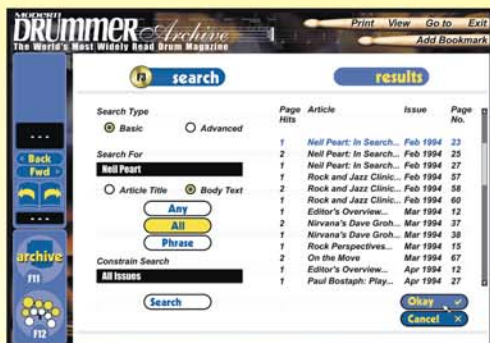 MODERN
DRUMMER Archive
The World's Most Widely Read Drum Magazine
Print View Go to Exit
Add Bookmark
F3 search
results
Search Type
Basic Advanced
Search For
Neil Peart
Article Title Body Text
Any
All
Phrase
Constrain Search
All Issues
Search
Page Hits Article Issue Page No.
1 Neil Peart: In Search... Feb 1994 23
2 Neil Peart: In Search... Feb 1994 25
1 Neil Peart: In Search... Feb 1994 27
1 Rock and Jazz Clinic... Feb 1994 57
2 Rock and Jazz Clinic... Feb 1994 58
1 Rock and Jazz Clinic... Feb 1994 60
1 Editor's Overview... Mar 1994 12
2 Nirvana's Dave Groh... Mar 1994 37
1 Nirvana's Dave Groh... Mar 1994 38
1 Rock Perspectives... Mar 1994 15
2 On the Move Mar 1994 67
1 Editor's Overview... Apr 1994 12
1 Paul Bostaph: Play... Apr 1994 27
Okay
Cancel
- - -
Back
Fwd
- - -
archive
F11
F12